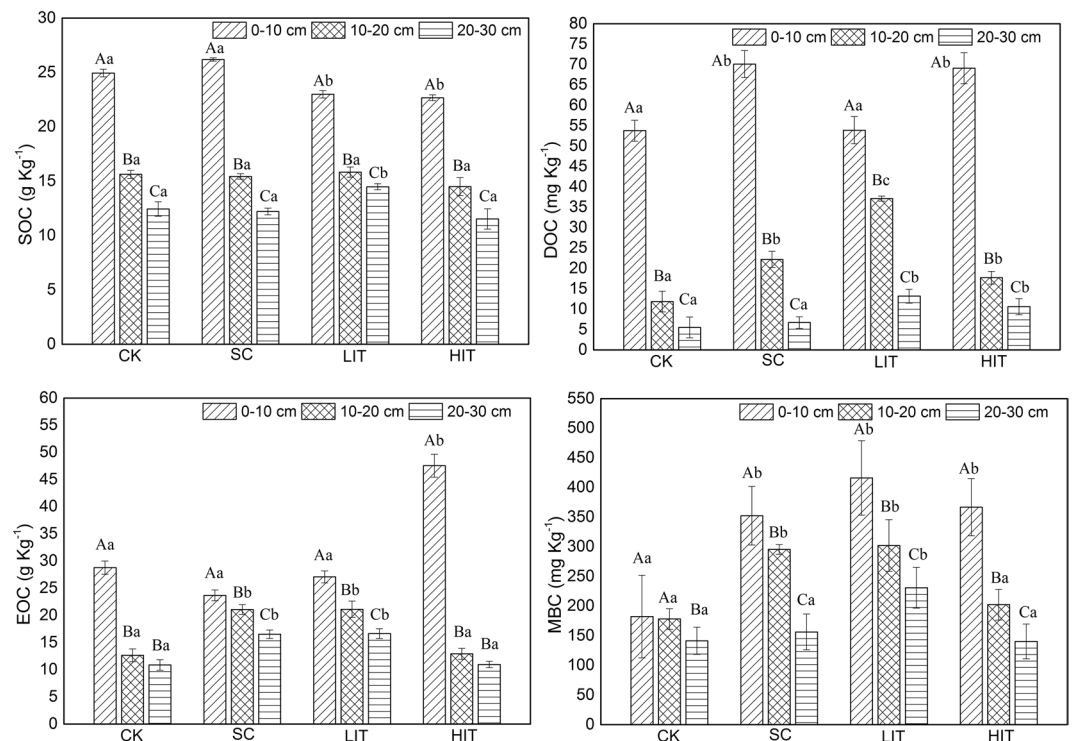 0-10 cm 10-20 cm 20-30 cm
SOC (g Kg-1)
30
25
20
15
10
5
0
Aa Ba Ca
Aa Ba Ca
Ab Ba Cb
Ab Ba Ca
CK SC LIT HIT
0-10 cm 10-20 cm 20-30 cm
DOC (mg Kg-1)
80
75
70
65
60
55
50
45
40
35
30
25
20
15
10
5
0
Aa Ba Ca
Ab Bb Ca
Aa Bc Cb
Ab Bb Cb
CK SC LIT HIT
0-10 cm 10-20 cm 20-30 cm
EOC (g Kg-1)
60
55
50
45
40
35
30
25
20
15
10
5
0
Aa Ba Ba
Aa Bb Cb
Aa Bb Cb
Ab Ba Ba
CK SC LIT HIT
0-10 cm 10-20 cm 20-30 cm
MBC (mg Kg-1)
550
500
450
400
350
300
250
200
150
100
50
0
Aa Aa Ba
Ab Bb Ca
Ab Bb Cb
Ab Ba Ca
CK SC LIT HIT